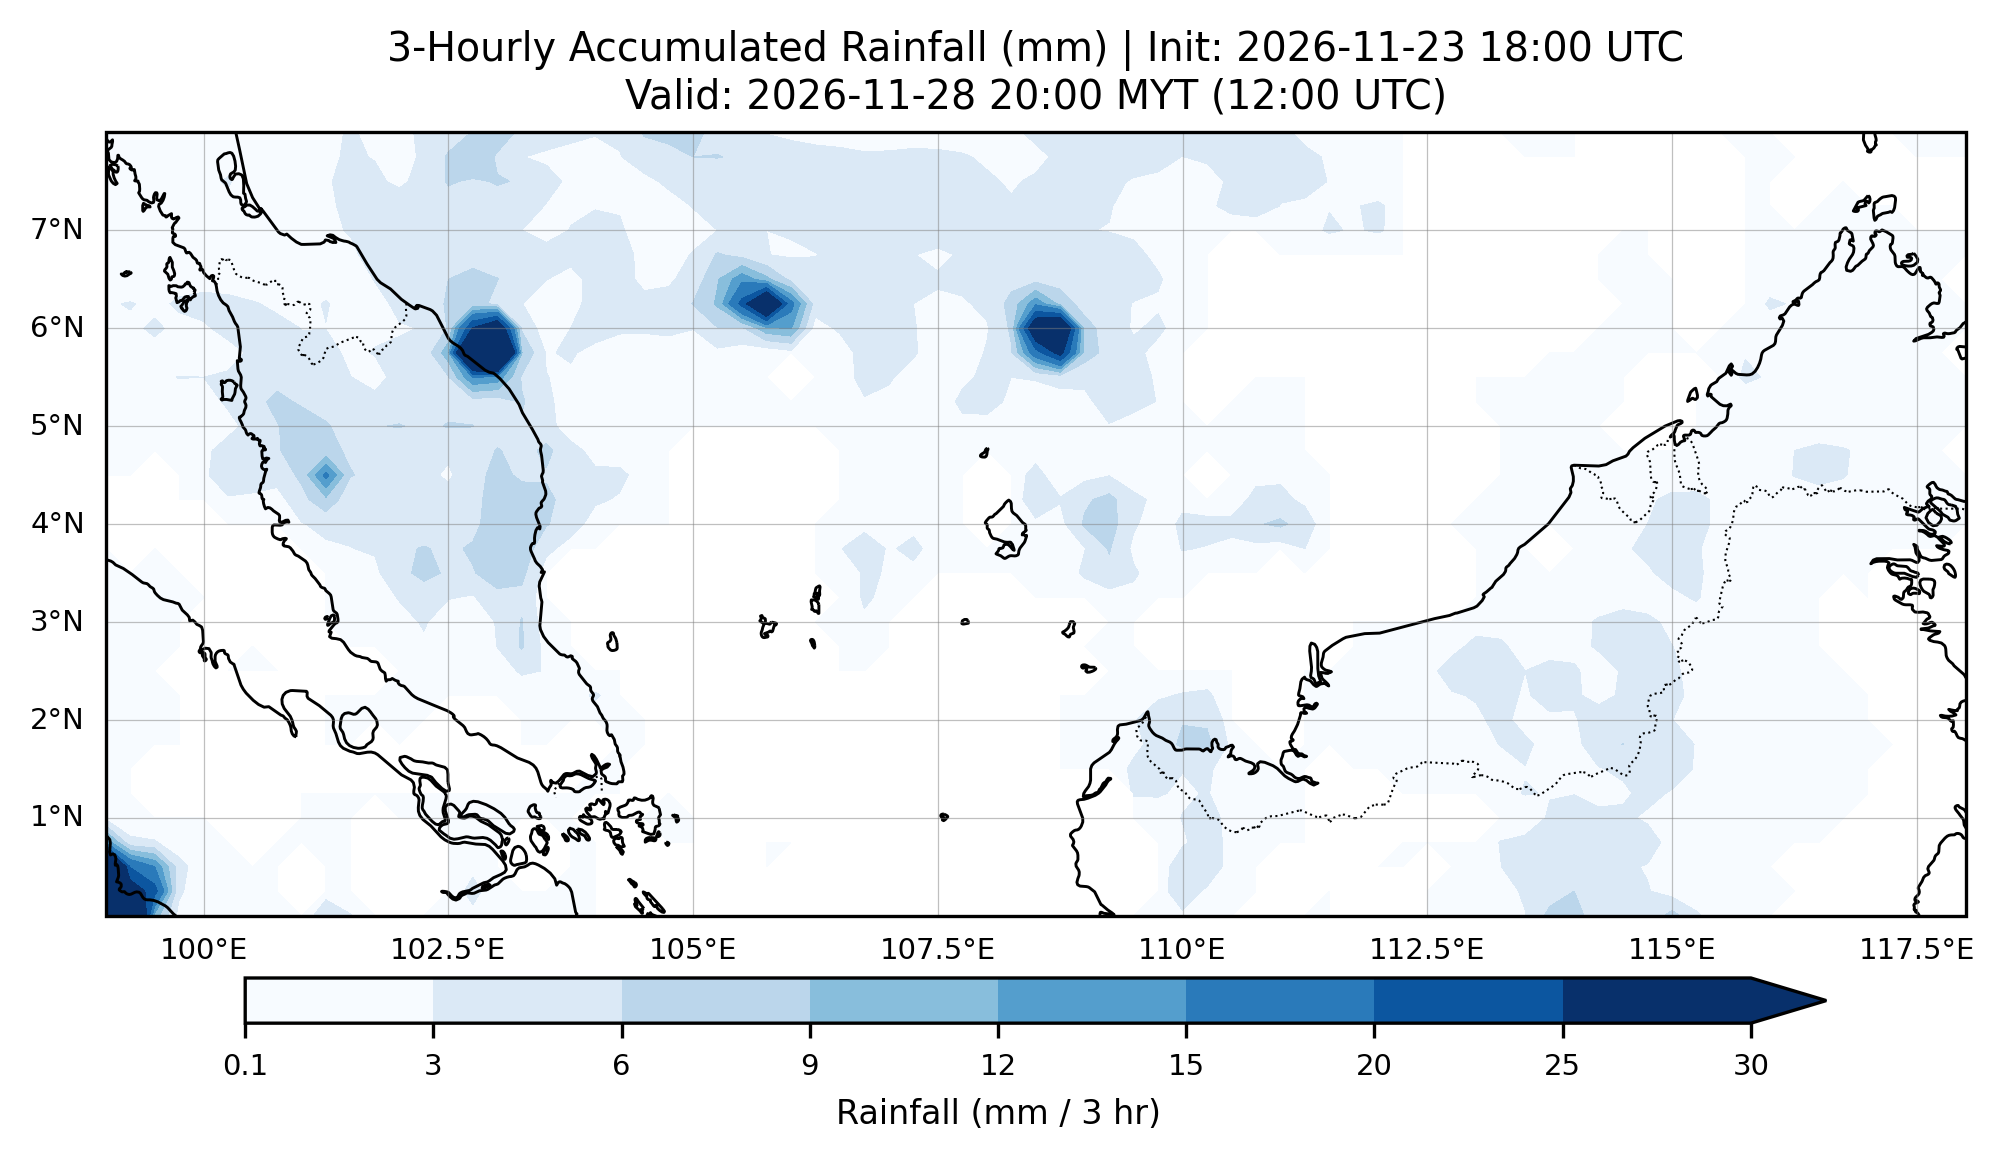 3-Hourly Accumulated Rainfall (mm) | Init: 2026-11-23 18:00 UTC
Valid: 2026-11-28 20:00 MYT (12:00 UTC)
7°N
6°N
5°N
4°N
3°N
2°N
1°N
100°E 102.5°E 105°E 107.5°E 110°E 112.5°E 115°E 117.5°E
0.1 3 6 9 12 15 20 25 30
Rainfall (mm / 3 hr)